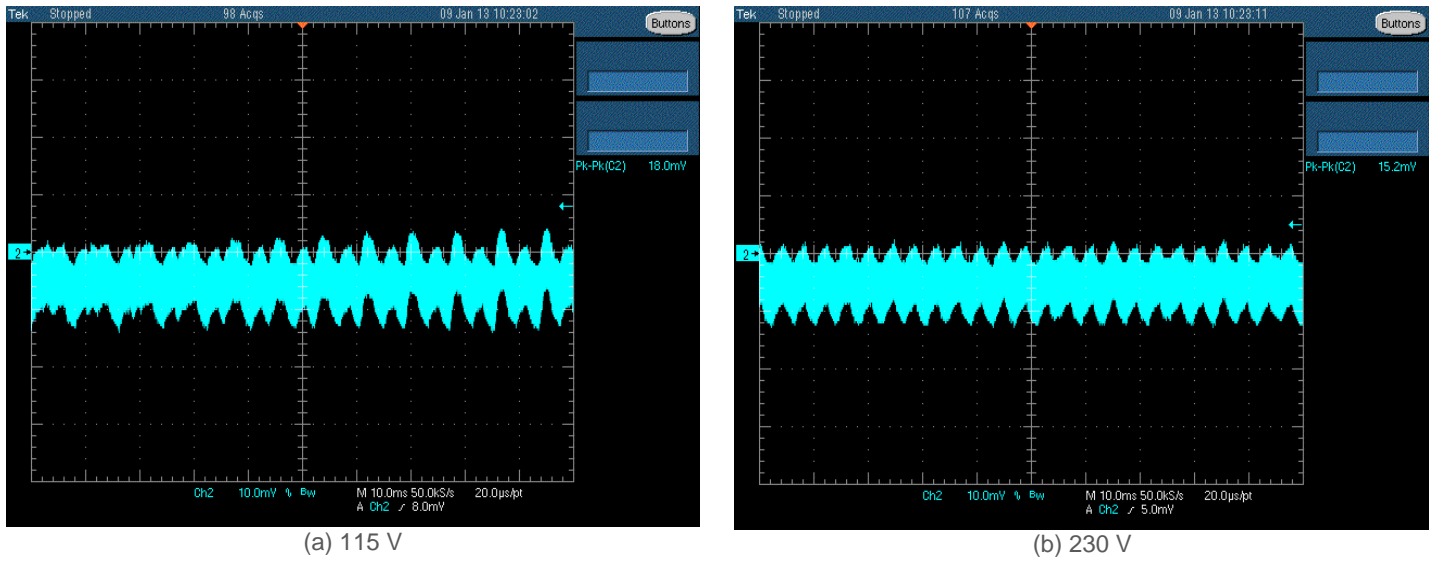 Tek Stopped 98 Acqs 09 Jan 13 10:23:02
Buttons
Pk-Pk(C2) 18.0mV
2
Ch2 10.0mV ∿ Bw M 10.0ms 50.0kS/s 20.0µs/pt
A Ch2 ⁄ 8.0mV
(a) 115 V
Tek Stopped 107 Acqs 09 Jan 13 10:23:11
Buttons
Pk-Pk(C2) 15.2mV
2
Ch2 10.0mV ∿ Bw M 10.0ms 50.0kS/s 20.0µs/pt
A Ch2 ⁄ 5.0mV
(b) 230 V